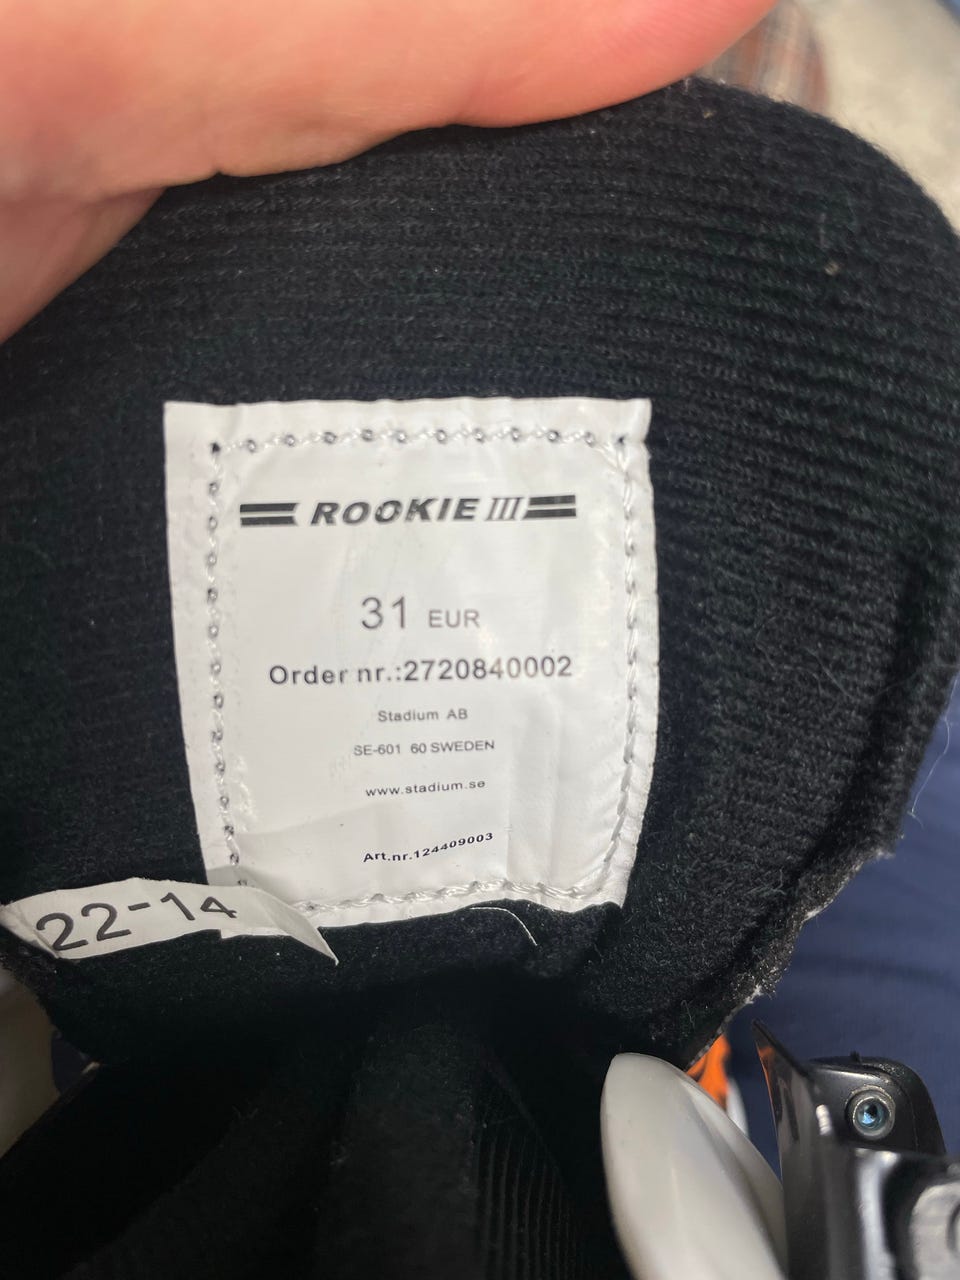 ROOKIE III
31 EUR
Order nr.:2720840002
Stadium AB
SE-601 60 SWEDEN
www.stadium.se
Art.nr.124409003
22-14